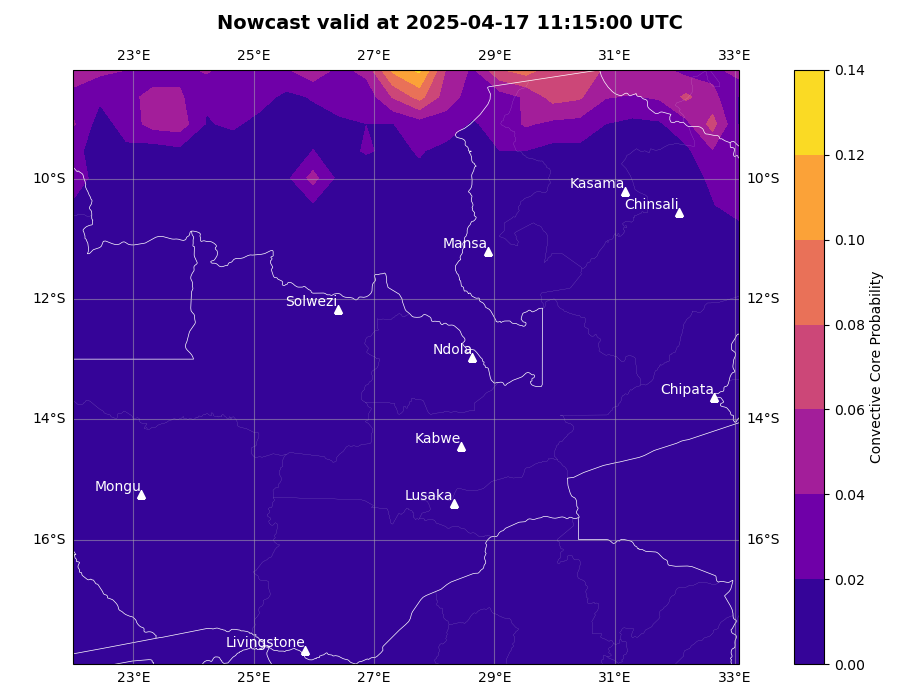 Nowcast valid at 2025-04-17 11:15:00 UTC
23°E 25°E 27°E 29°E 31°E 33°E
0.14
0.12
10°S Kasama 10°S
Chinsali
0.10
Mansa
12°S Solwezi 12°S
0.08
Ndola
Convective Core Probability
Chipata
0.06
14°S 14°S
Kabwe
Mongu
Lusaka
0.04
16°S 16°S
0.02
Livingstone
0.00
23°E 25°E 27°E 29°E 31°E 33°E